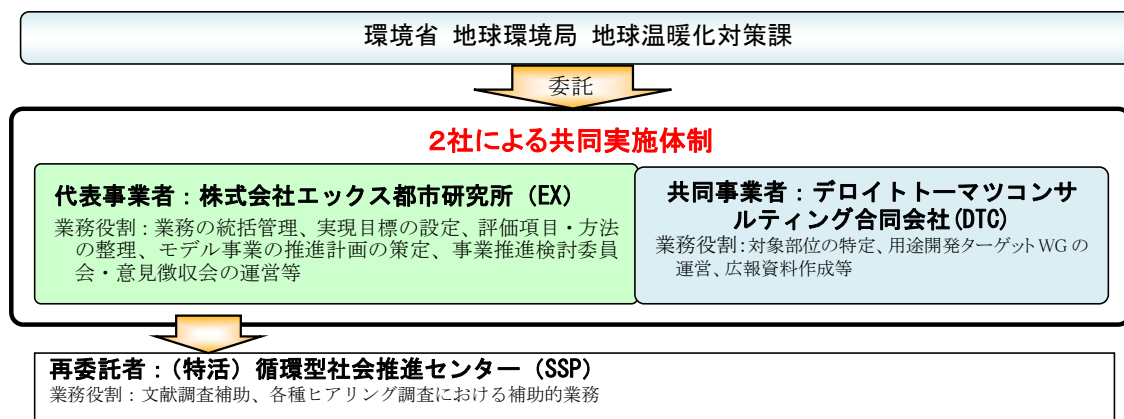 環境省 地球環境局 地球温暖化対策課
委託
2社による共同実施体制
代表事業者：株式会社エックス都市研究所（EX）
業務役割：業務の統括管理、実現目標の設定、評価項目・方法
の整理、モデル事業の推進計画の策定、事業推進検討委員
会・意見徴収会の運営等
共同事業者：デロイトトーマツコンサ
ルティング合同会社(DTC)
業務役割：対象部位の特定、用途開発ターゲットWGの
運営、広報資料作成等
再委託者：（特活）循環型社会推進センター（SSP）
業務役割：文献調査補助、各種ヒアリング調査における補助的業務